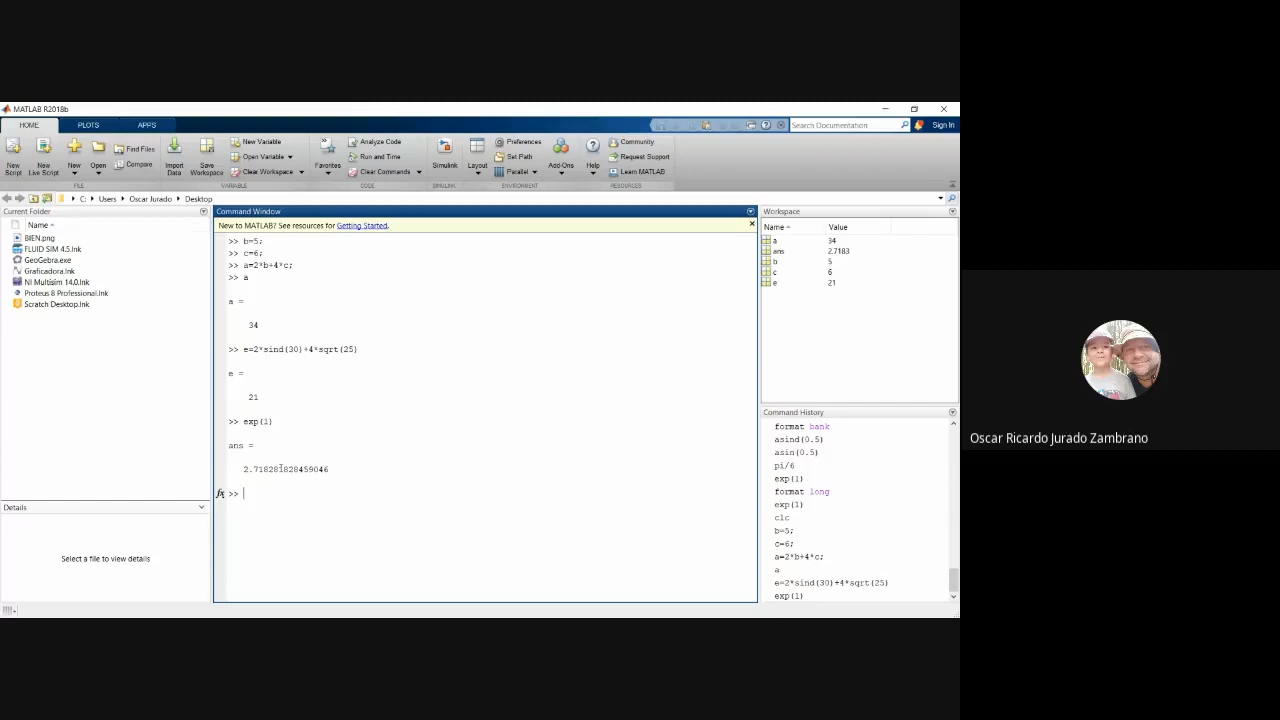 MATLAB R2018b
HOME PLOTS APPS Search Documentation Sign In
New Script
New Live Script
New
Open
Find Files
Compare
Import Data
Save Workspace
New Variable
Open Variable
Clear Workspace
Favorites
Analyze Code
Run and Time
Clear Commands
Simulink
Layout
Preferences
Set Path
Parallel
Add-Ons
Help
Community
Request Support
Learn MATLAB
FILE VARIABLE CODE SIMULINK ENVIRONMENT RESOURCES
C: Users Oscar Jurado Desktop
Current Folder
Name
BIEN.png
FLUID SIM 4.5.lnk
GeoGebra.exe
Graficadora.lnk
NI Multisim 14.0.lnk
Proteus 8 Professional.lnk
Scratch Desktop.lnk
Details
Select a file to view details
Command Window
New to MATLAB? See resources for Getting Started.
>> b=5;
>> c=6;
>> a=2*b+4*c;
>> a
a =
34
>> e=2*sind(30)+4*sqrt(25)
e =
21
>> exp(1)
ans =
2.718281828459046
fx >>
Workspace
Name Value
a 34
ans 2.7183
b 5
c 6
e 21
Command History
format bank
asind(0.5)
asin(0.5)
pi/6
exp(1)
format long
exp(1)
clc
b=5;
c=6;
a=2*b+4*c;
a
e=2*sind(30)+4*sqrt(25)
exp(1)
Oscar Ricardo Jurado Zambrano